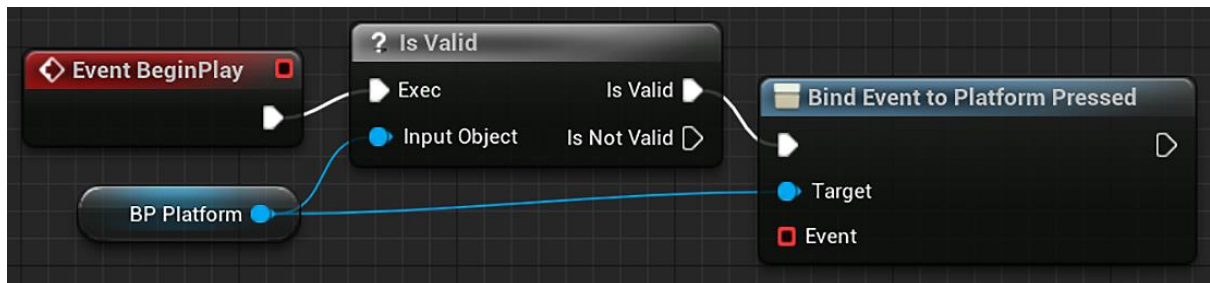 Event BeginPlay
? Is Valid
Exec
Is Valid
Input Object
Is Not Valid
BP Platform
Bind Event to Platform Pressed
Target
Event